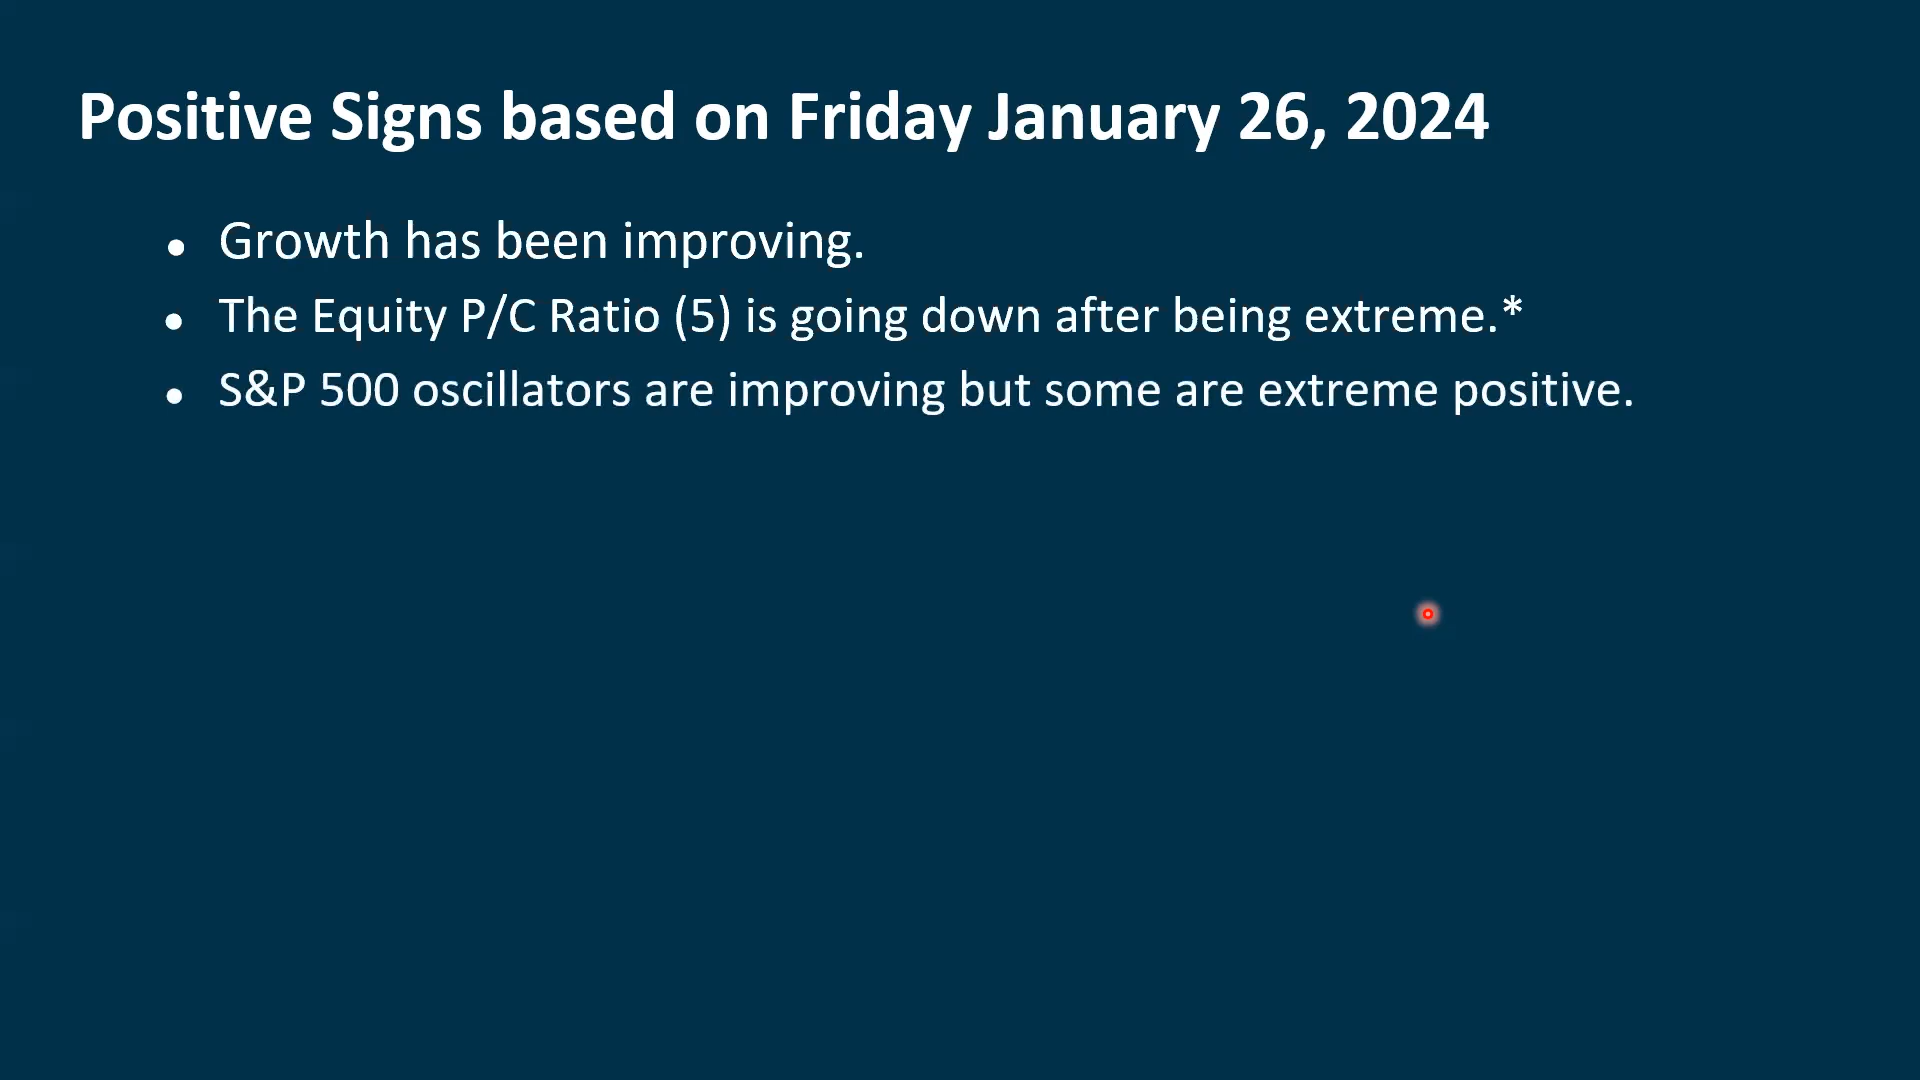 Positive Signs based on Friday January 26, 2024
• Growth has been improving.
• The Equity P/C Ratio (5) is going down after being extreme.*
• S&P 500 oscillators are improving but some are extreme positive.